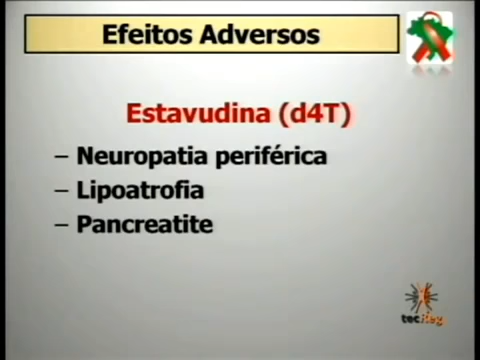 Efeitos Adversos
Estavudina (d4T)
– Neuropatia periférica
– Lipoatrofia
– Pancreatite